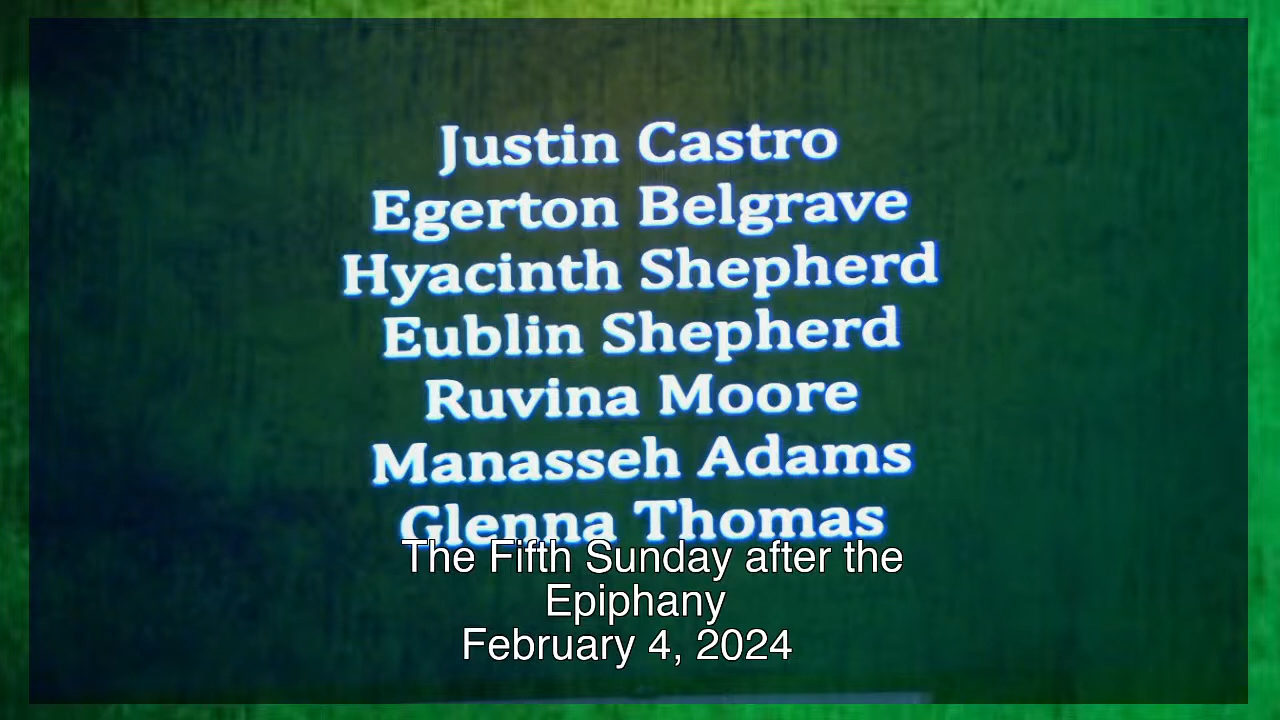 Justin Castro
Egerton Belgrave
Hyacinth Shepherd
Eublin Shepherd
Ruvina Moore
Manasseh Adams
Glenna Thomas
The Fifth Sunday after the
Epiphany
February 4, 2024